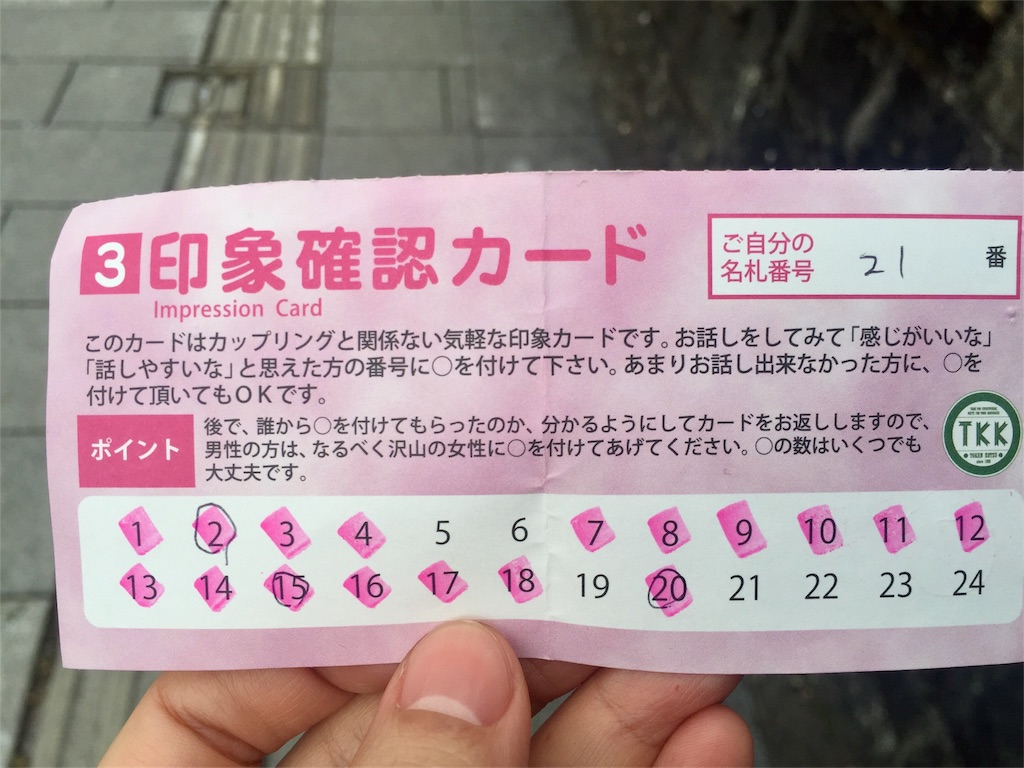 3 印象確認カード
Impression Card
ご自分の
名札番号 21 番
このカードはカップリングと関係ない気軽な印象カードです。お話しをしてみて「感じがいいな」
「話しやすいな」と思えた方の番号に○を付けて下さい。あまりお話し出来なかった方に、○を
付けて頂いてもOKです。
ポイント
後で、誰から○を付けてもらったのか、分かるようにしてカードをお返ししますので、
男性の方は、なるべく沢山の女性に○を付けてあげてください。○の数はいくつでも
大丈夫です。
TKK
1 2 3 4 5 6 7 8 9 10 11 12
13 14 15 16 17 18 19 20 21 22 23 24